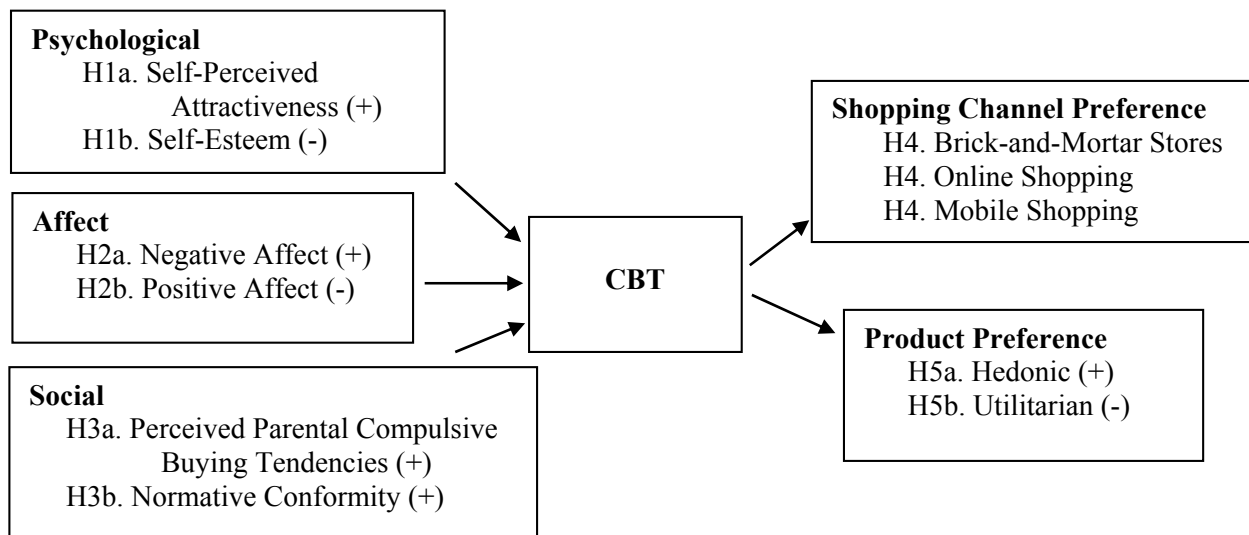 Psychological
H1a. Self-Perceived
Attractiveness (+)
H1b. Self-Esteem (-)
Affect
H2a. Negative Affect (+)
H2b. Positive Affect (-)
Social
H3a. Perceived Parental Compulsive
Buying Tendencies (+)
H3b. Normative Conformity (+)
CBT
Shopping Channel Preference
H4. Brick-and-Mortar Stores
H4. Online Shopping
H4. Mobile Shopping
Product Preference
H5a. Hedonic (+)
H5b. Utilitarian (-)